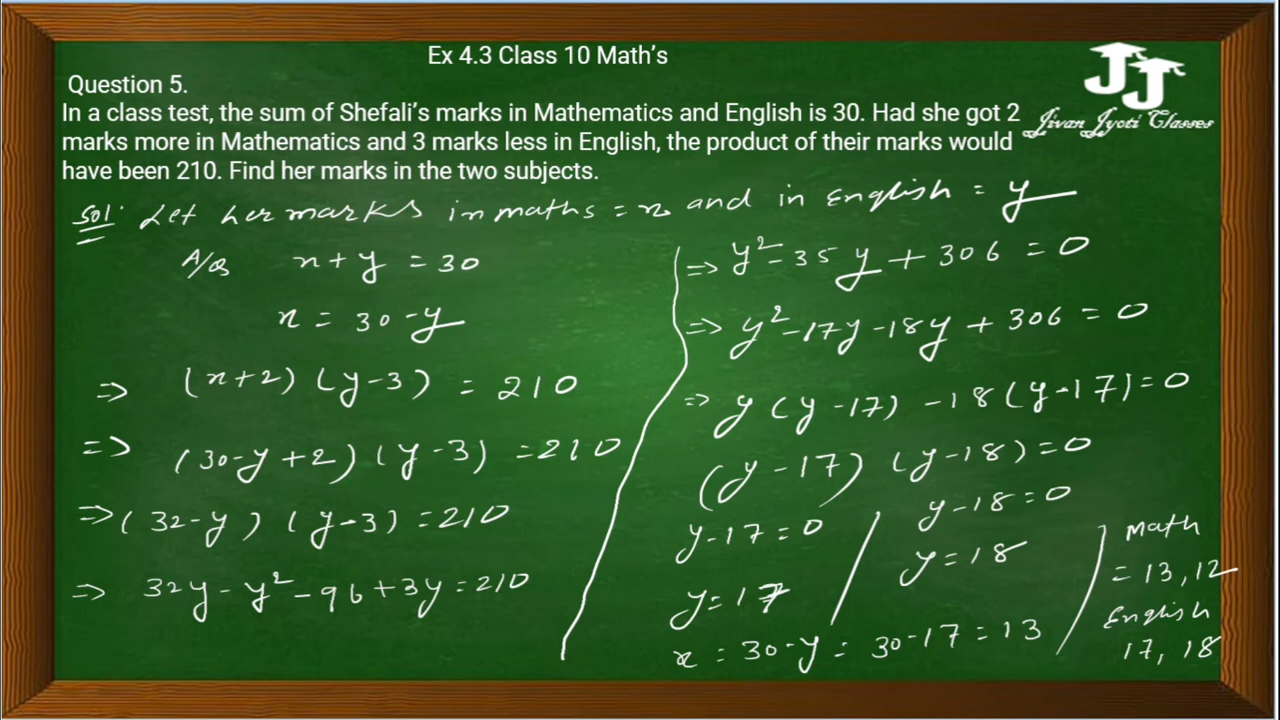 Ex 4.3 Class 10 Math's
JJ
Jivan Jyoti Classes
Question 5.
In a class test, the sum of Shefali's marks in Mathematics and English is 30. Had she got 2
marks more in Mathematics and 3 marks less in English, the product of their marks would
have been 210. Find her marks in the two subjects.
Sol. Let her marks in maths = x and in English = y
A/Q x + y = 30
x = 30 - y
=> (x+2) (y-3) = 210
=> (30-y+2) (y-3) = 210
=> (32-y) (y-3) = 210
=> 32y - y² - 96 + 3y = 210
=> y² - 35y + 306 = 0
=> y² - 17y - 18y + 306 = 0
=> y (y-17) - 18 (y-17) = 0
(y-17) (y-18) = 0
y-17 = 0
y = 17
y-18 = 0
y = 18
x = 30-y = 30-17 = 13
Math
= 13, 12
English
17, 18